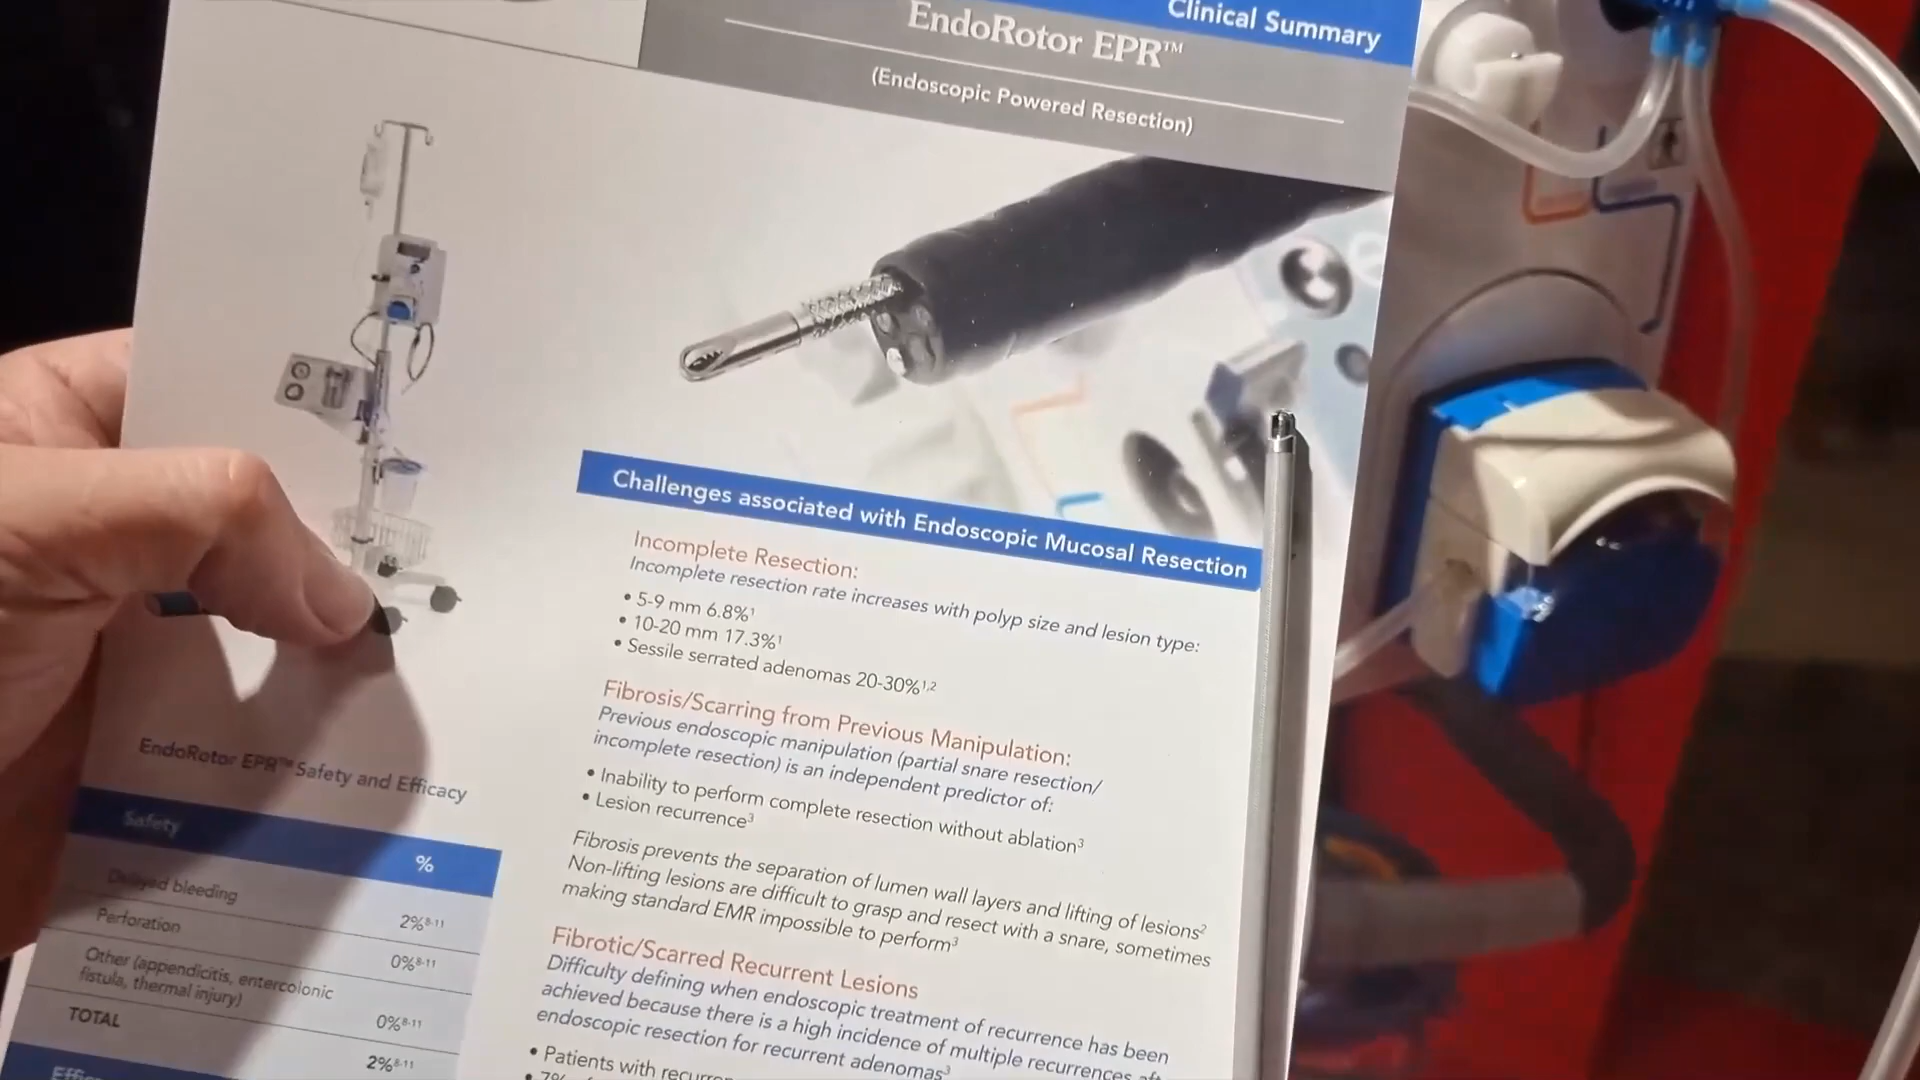 Clinical Summary
EndoRotor EPR™
(Endoscopic Powered Resection)
Challenges associated with Endoscopic Mucosal Resection
Incomplete Resection:
Incomplete resection rate increases with polyp size and lesion type:
• 5-9 mm 6.8%¹
• 10-20 mm 17.3%¹
• Sessile serrated adenomas 20-30%¹,²
Fibrosis/Scarring from Previous Manipulation:
Previous endoscopic manipulation (partial snare resection/
incomplete resection) is an independent predictor of:
• Inability to perform complete resection without ablation³
• Lesion recurrence³
Fibrosis prevents the separation of lumen wall layers and lifting of lesions²
Non-lifting lesions are difficult to grasp and resect with a snare, sometimes
making standard EMR impossible to perform³
Fibrotic/Scarred Recurrent Lesions
Difficulty defining when endoscopic treatment of recurrence has been
achieved because there is a high incidence of multiple recurrences
endoscopic resection for recurrent adenomas³
• Patients with
• 7%
EndoRotor EPR™ Safety and Efficacy
Safety %
Delayed bleeding 2%⁸⁻¹¹
Perforation 0%⁸⁻¹¹
Other (appendicitis, entercolonic
fistula, thermal injury) 0%⁸⁻¹¹
TOTAL 2%⁸⁻¹¹